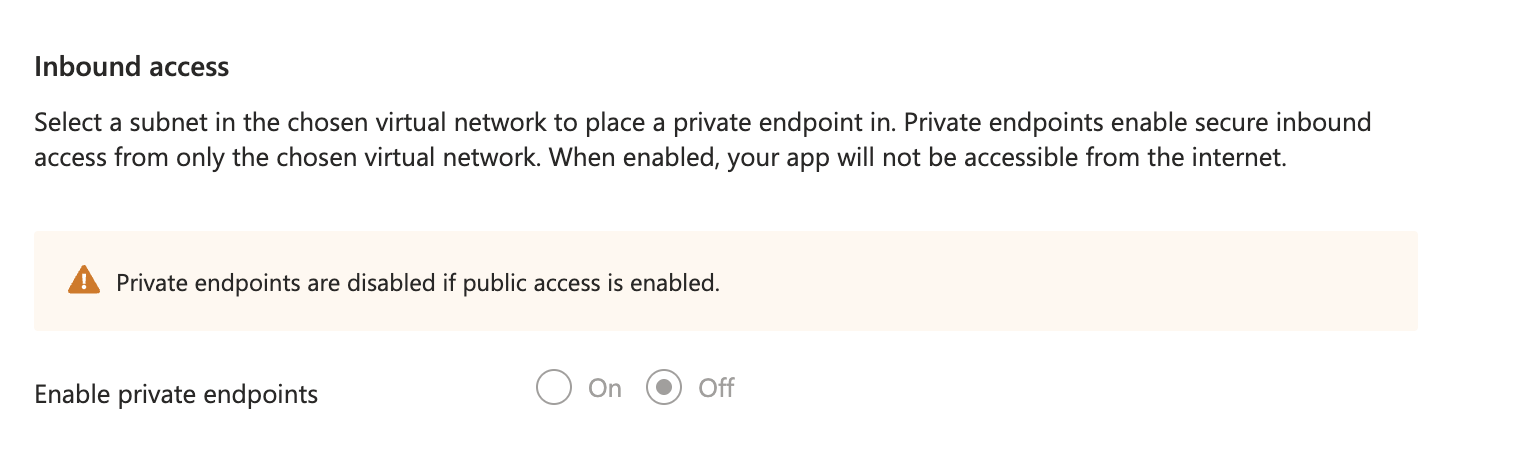 Inbound access
Select a subnet in the chosen virtual network to place a private endpoint in. Private endpoints enable secure inbound
access from only the chosen virtual network. When enabled, your app will not be accessible from the internet.
Private endpoints are disabled if public access is enabled.
Enable private endpoints On Off